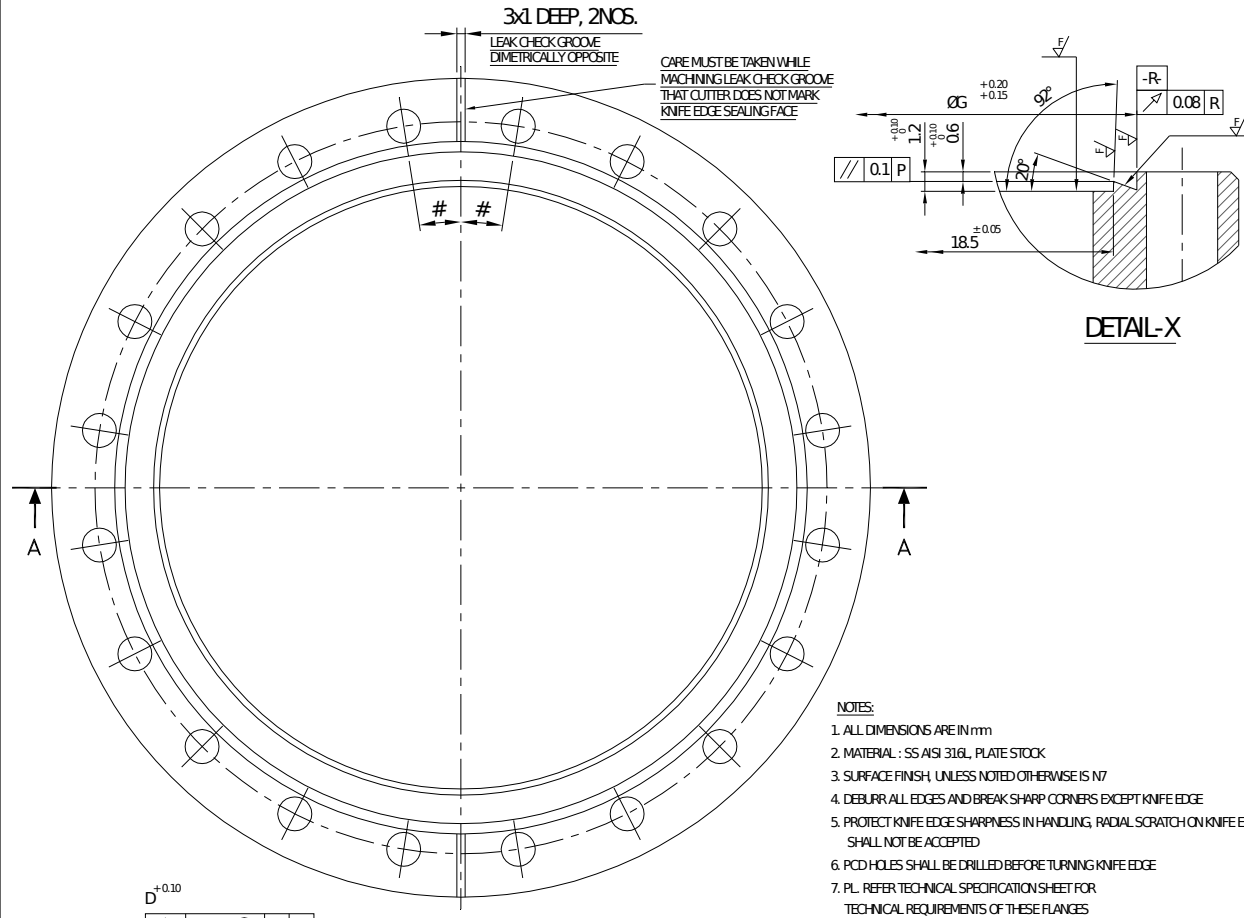 3x1 DEEP, 2NOS.
LEAK CHECK GROOVE
DIMETRICALLY OPPOSITE
CARE MUST BE TAKEN WHILE
MACHINING LEAK CHECK GROOVE
THAT CUTTER DOES NOT MARK
KNIFE EDGE SEALING FACE
# #
A A
F
-R-
0.08 R
ØG +0.20 +0.15
92°
F
+0.10 0 1.2
+0.10 0 0.6
F
F
20°
// 0.1 P
18.5 ±0.05
DETAIL-X
NOTES:
1. ALL DIMENSIONS ARE IN mm
2. MATERIAL : SS AISI 316L, PLATE STOCK
3. SURFACE FINISH, UNLESS NOTED OTHERWISE IS N7
4. DEBURR ALL EDGES AND BREAK SHARP CORNERS EXCEPT KNIFE EDGE
5. PROTECT KNIFE EDGE SHARPNESS IN HANDLING, RADIAL SCRATCH ON KNIFE E
SHALL NOT BE ACCEPTED
6. PCD HOLES SHALL BE DRILLED BEFORE TURNING KNIFE EDGE
7. PL. REFER TECHNICAL SPECIFICATION SHEET FOR
TECHNICAL REQUIREMENTS OF THESE FLANGES
D +0.10